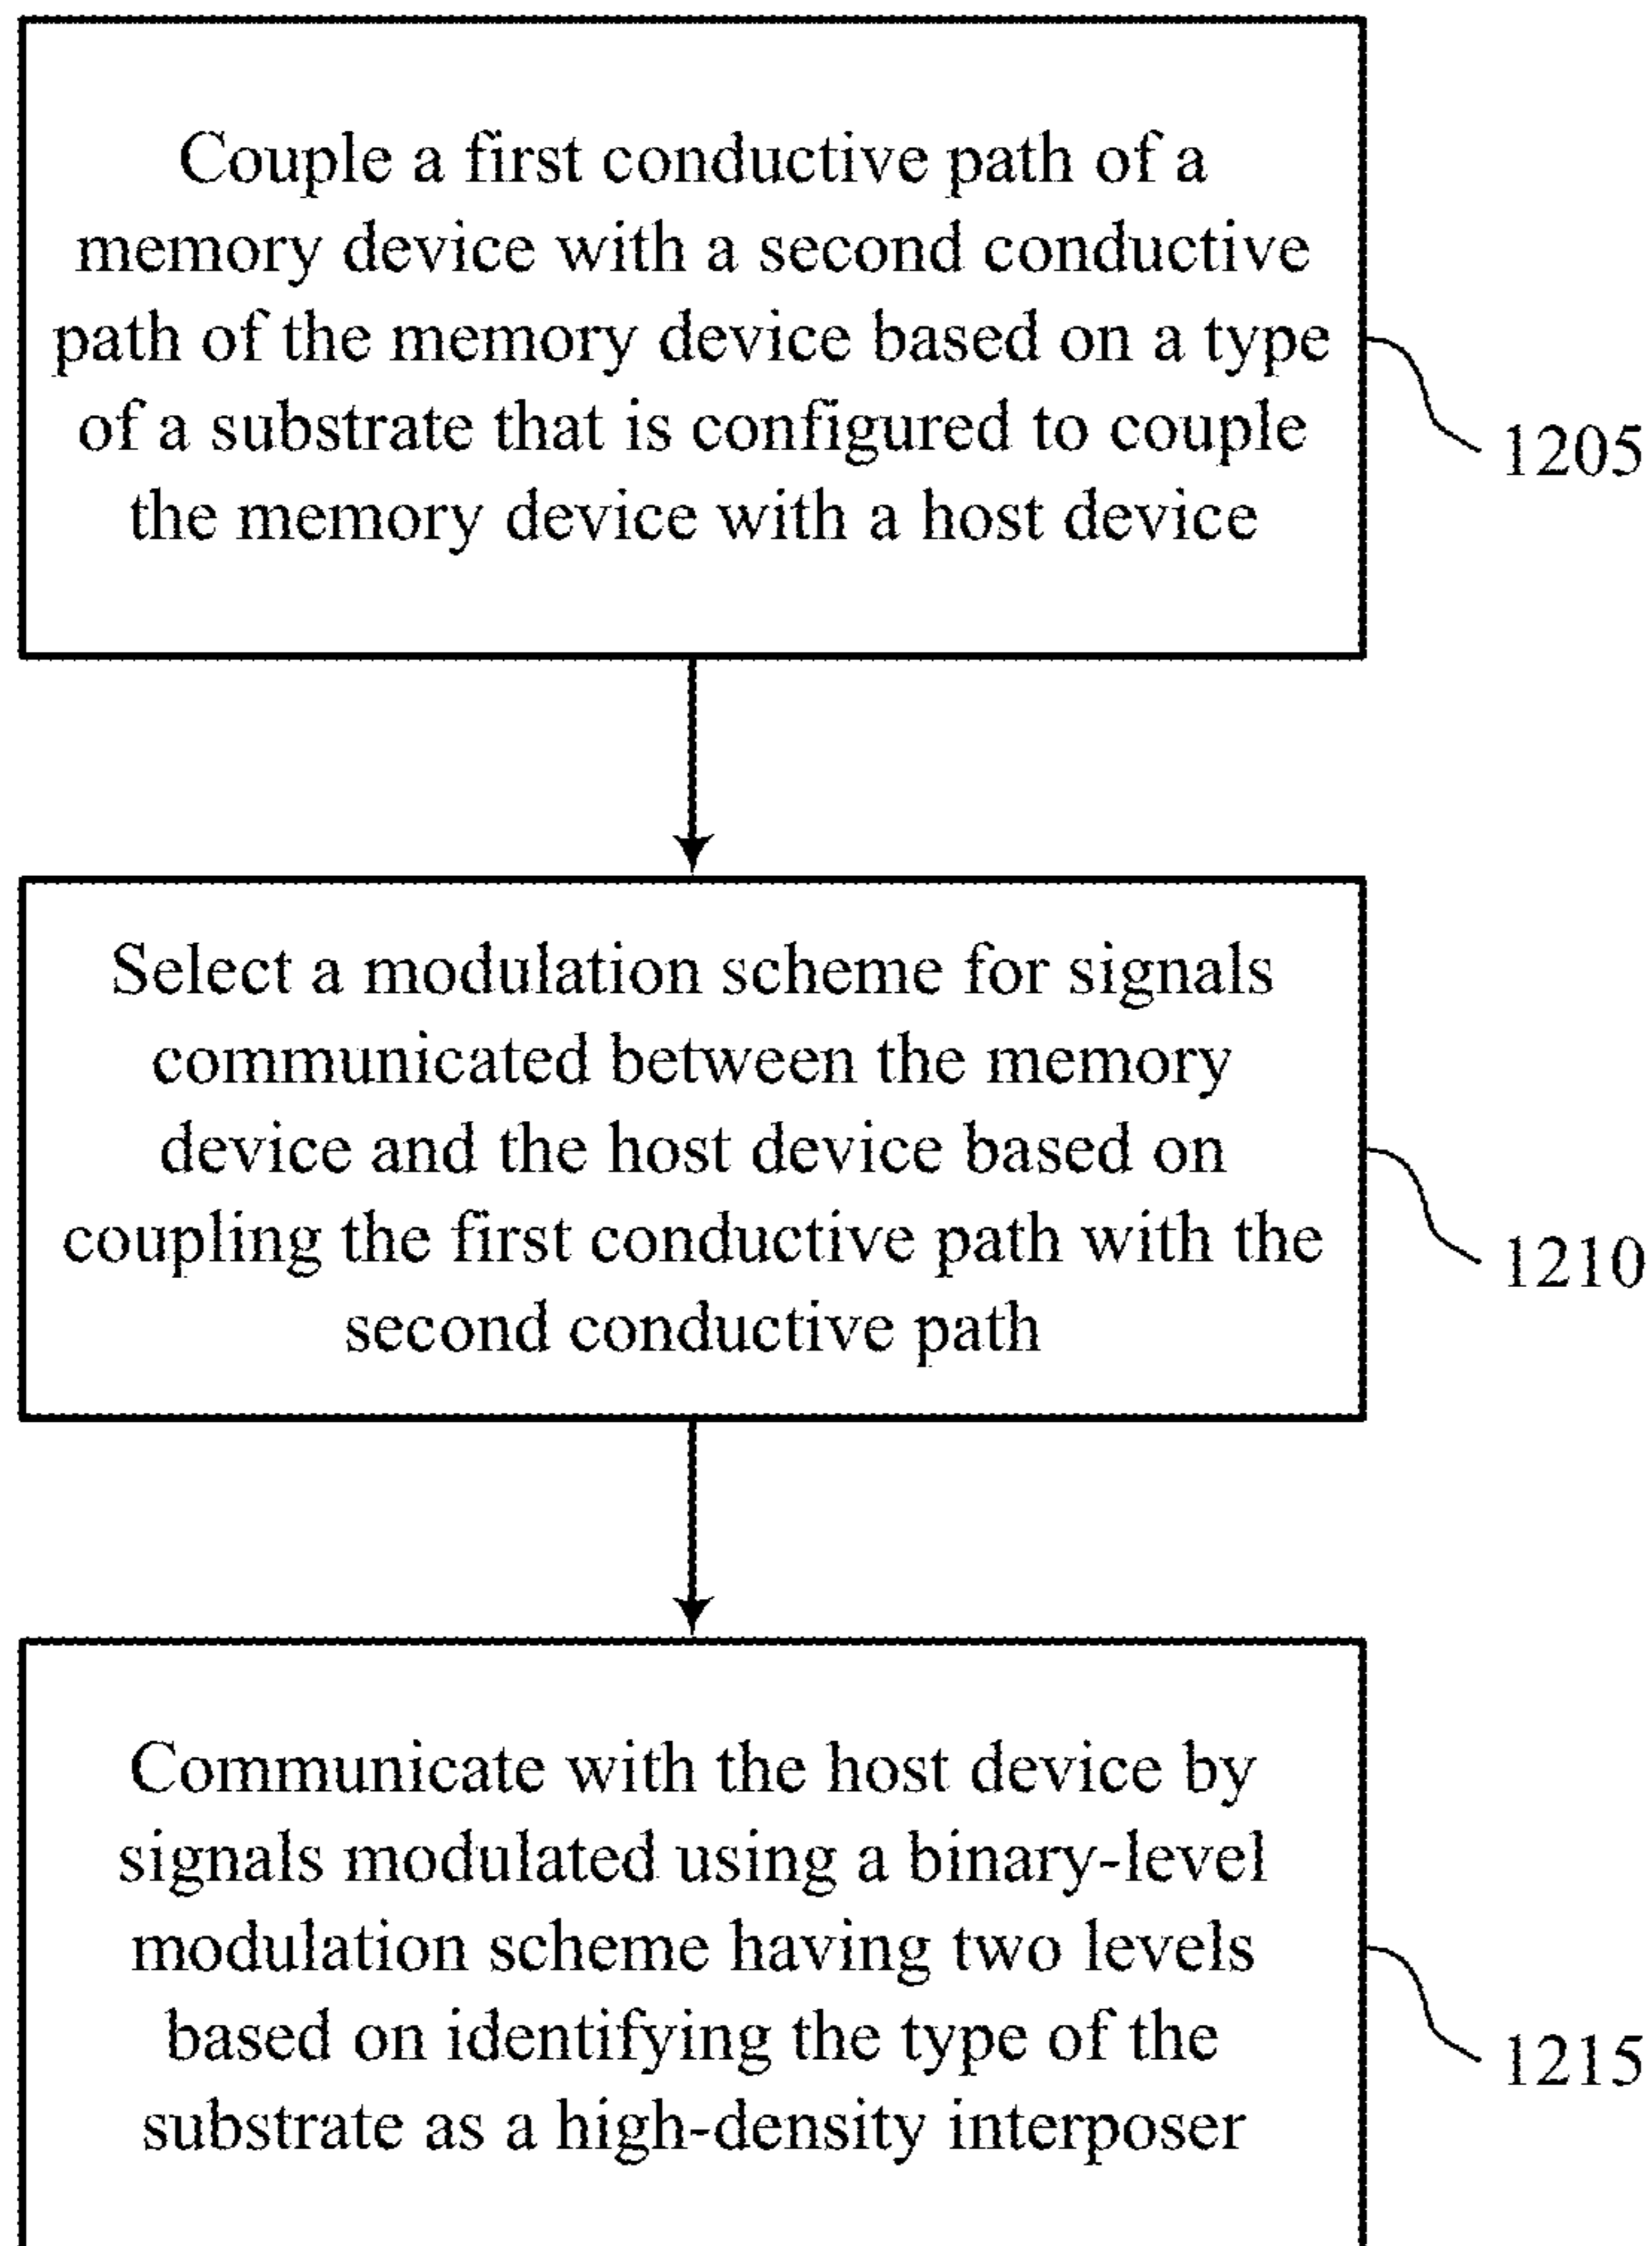 Couple a first conductive path of a
memory device with a second conductive
path of the memory device based on a type
of a substrate that is configured to couple
the memory device with a host device
1205
Select a modulation scheme for signals
communicated between the memory
device and the host device based on
coupling the first conductive path with the
second conductive path
1210
Communicate with the host device by
signals modulated using a binary-level
modulation scheme having two levels
based on identifying the type of the
substrate as a high-density interposer
1215